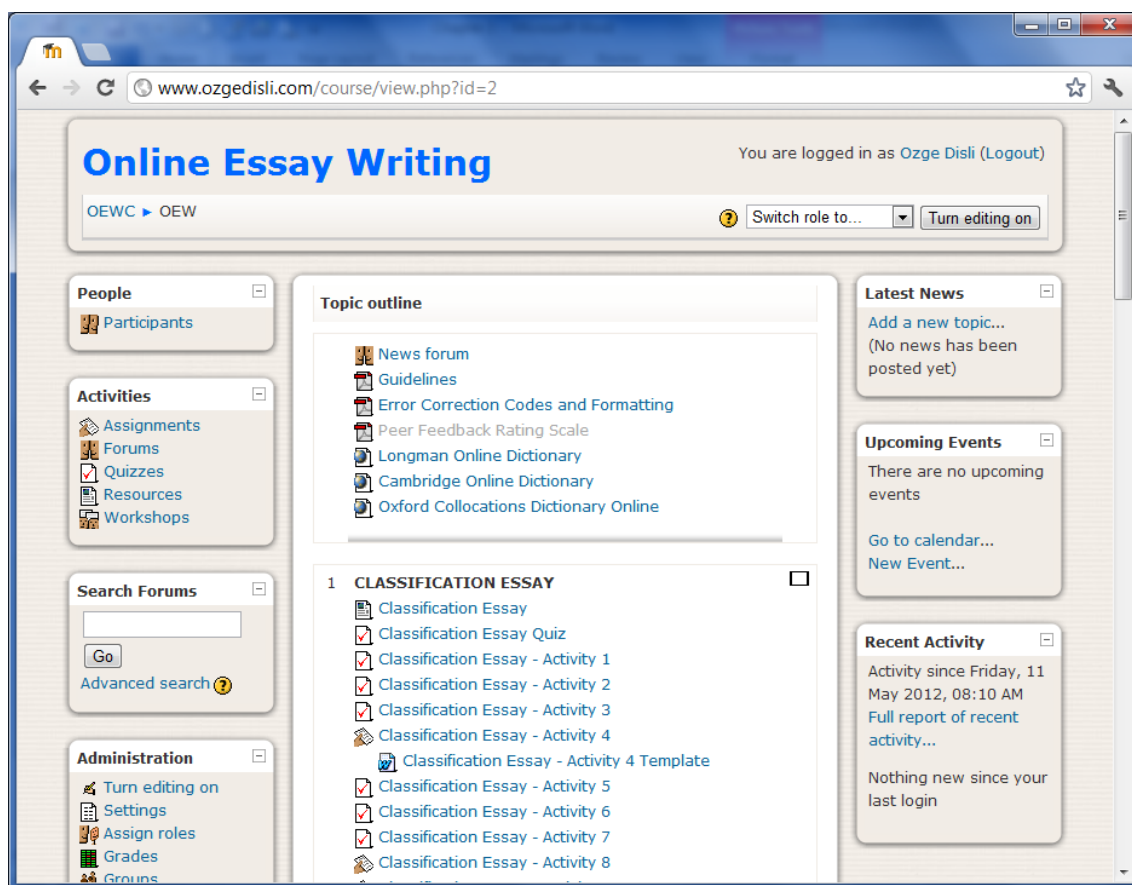 www.ozgedisli.com/course/view.php?id=2
Online Essay Writing
You are logged in as Ozge Disli (Logout)
OEWC ► OEW
Switch role to...
Turn editing on
People
Participants
Activities
Assignments
Forums
Quizzes
Resources
Workshops
Search Forums
Go
Advanced search
Administration
Turn editing on
Settings
Assign roles
Grades
Groups
Topic outline
News forum
Guidelines
Error Correction Codes and Formatting
Peer Feedback Rating Scale
Longman Online Dictionary
Cambridge Online Dictionary
Oxford Collocations Dictionary Online
1 CLASSIFICATION ESSAY
Classification Essay
Classification Essay Quiz
Classification Essay - Activity 1
Classification Essay - Activity 2
Classification Essay - Activity 3
Classification Essay - Activity 4
Classification Essay - Activity 4 Template
Classification Essay - Activity 5
Classification Essay - Activity 6
Classification Essay - Activity 7
Classification Essay - Activity 8
Latest News
Add a new topic...
(No news has been
posted yet)
Upcoming Events
There are no upcoming
events
Go to calendar...
New Event...
Recent Activity
Activity since Friday, 11
May 2012, 08:10 AM
Full report of recent
activity...
Nothing new since your
last login